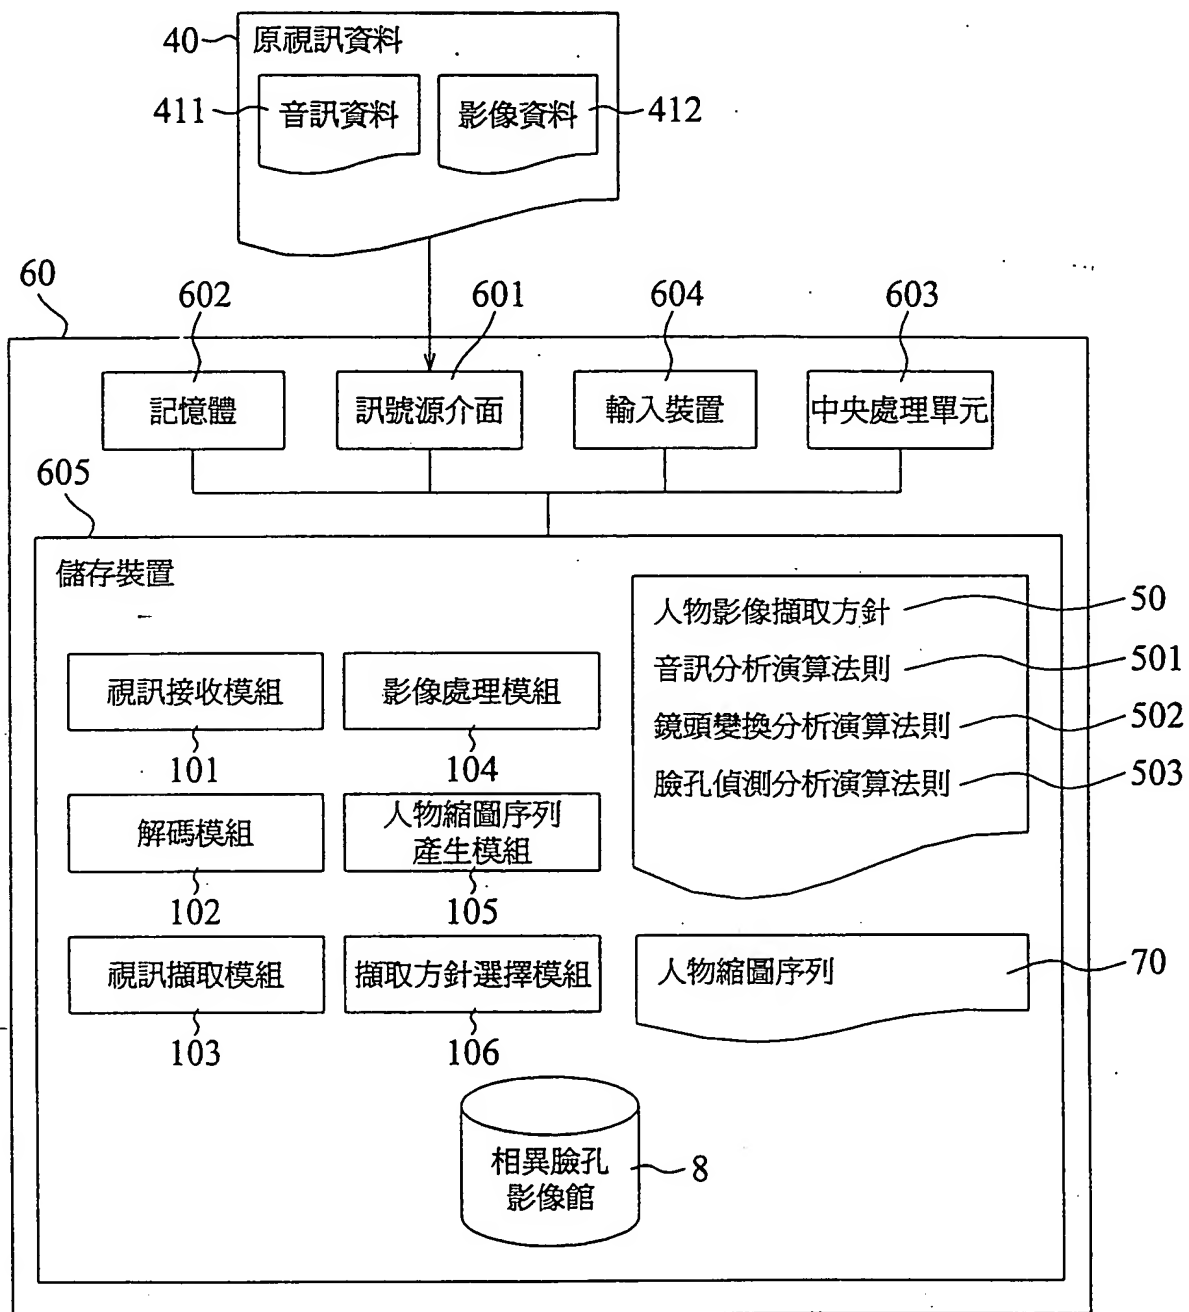 40
原視訊資料
411
音訊資料
影像資料
412
60
602
601
604
603
記憶體
訊號源介面
輸入裝置
中央處理單元
605
儲存裝置
人物影像擷取方針
50
音訊分析演算法則
501
鏡頭變換分析演算法則
502
臉孔偵測分析演算法則
503
視訊接收模組
影像處理模組
101
104
解碼模組
人物縮圖序列
產生模組
102
105
視訊擷取模組
擷取方針選擇模組
103
106
人物縮圖序列
70
相異臉孔
影像館
8